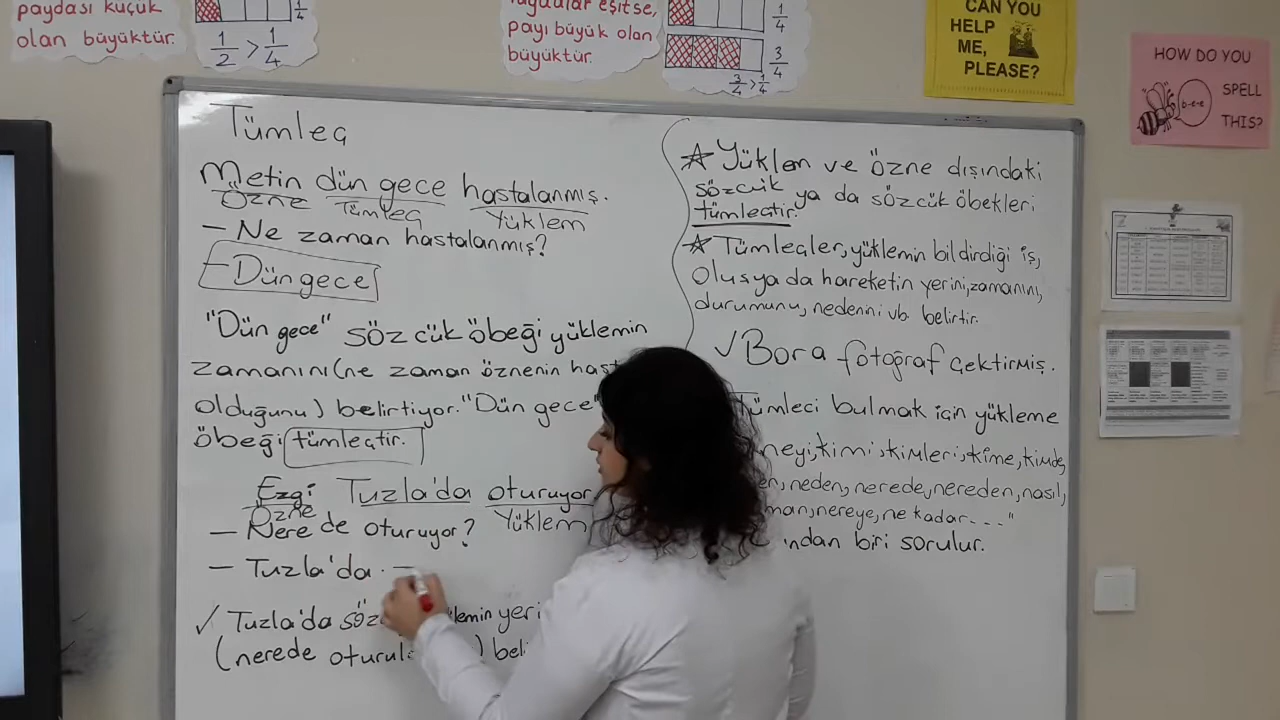 paydası küçük
olan büyüktür.
1/4
1/2 > 1/4
eşitse,
payı büyük olan
büyüktür.
1/4
3/4
3/4 > 1/4
CAN YOU
HELP
ME,
PLEASE?
HOW DO YOU
SPELL
THIS?
b-e-e
Tümleç
Metin dün gece hastalanmış.
Özne Tümleç Yüklem
- Ne zaman hastalanmış?
- Dün gece
"Dün gece" sözcük öbeği yüklemin
zamanını (ne zaman öznenin
olduğunu) belirtiyor. "Dün gece"
öbeği tümleçtir.
Ezgi Tuzla'da oturuyor
Özne Yüklem
- Nerede oturuyor?
- Tuzla'da. -
✓ Tuzla'da yeri
(nerede
☆ Yüklem ve özne dışındaki
sözcük ya da sözcük öbekleri
tümleçtir.
☆ Tümleçler, yüklemin bildirdiği iş,
oluş ya da hareketin yerini, zamanını,
durumunu, nedenini vb. belirtir.
✓ Bora fotoğraf çektirmiş.
Tümleci bulmak için yükleme
neyi, kimi, kimleri, kime, kimde,
neden, nerede, nereden, nasıl,
nereye, ne kadar...."
biri sorulur.